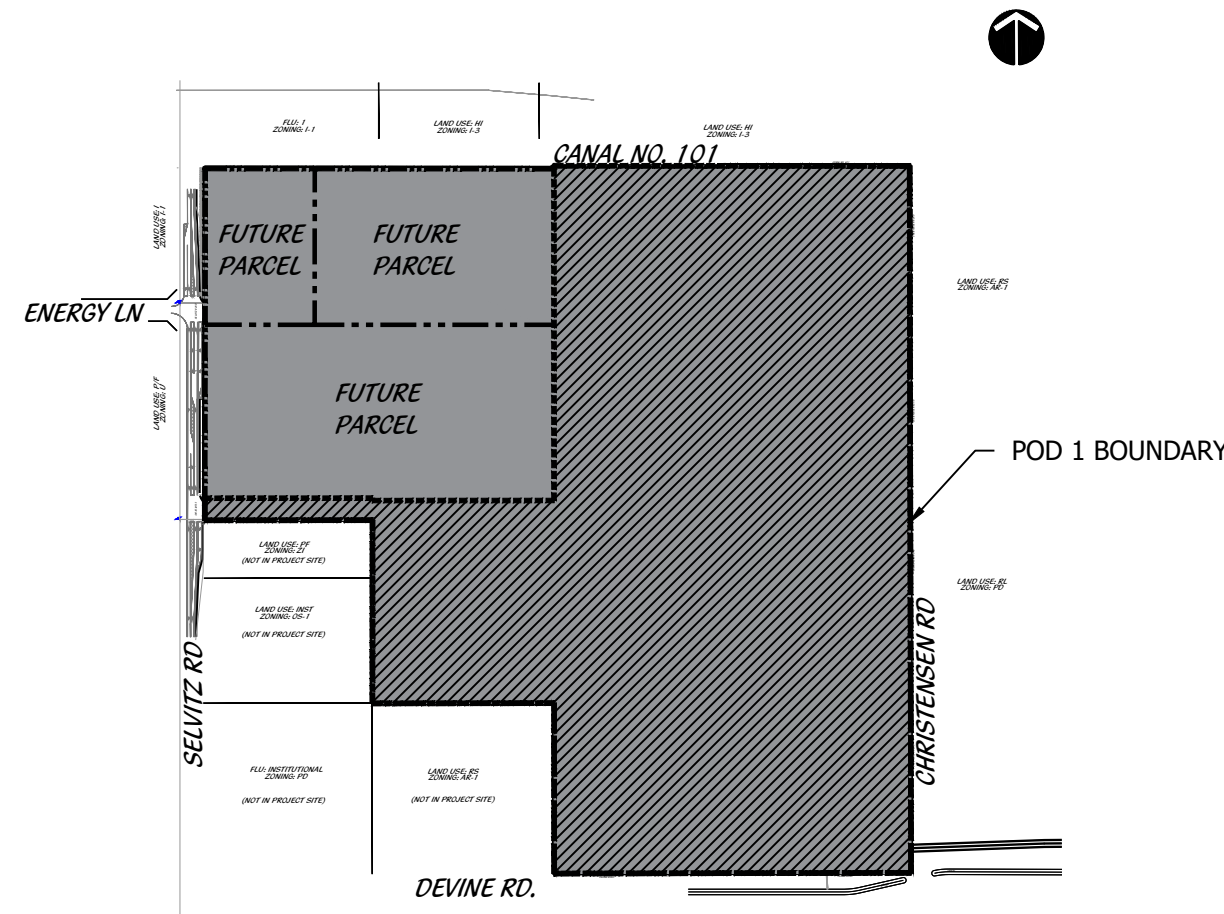 FLU: 1
ZONING: I-1
LAND USE: HI
ZONING: I-3
LAND USE: HI
ZONING: I-3
CANAL NO. 101
LAND USE: I
ZONING: I-1
FUTURE
PARCEL
FUTURE
PARCEL
LAND USE: RS
ZONING: AR-1
ENERGY LN
LAND USE: P/F
ZONING: U
FUTURE
PARCEL
POD 1 BOUNDARY
LAND USE: PF
ZONING: ZI
(NOT IN PROJECT SITE)
LAND USE: RL
ZONING: PD
LAND USE: INST
ZONING: OS-1
(NOT IN PROJECT SITE)
SELVITZ RD
CHRISTENSEN RD
FLU: INSTITUTIONAL
ZONING: PD
(NOT IN PROJECT SITE)
LAND USE: RS
ZONING: AR-1
(NOT IN PROJECT SITE)
DEVINE RD.